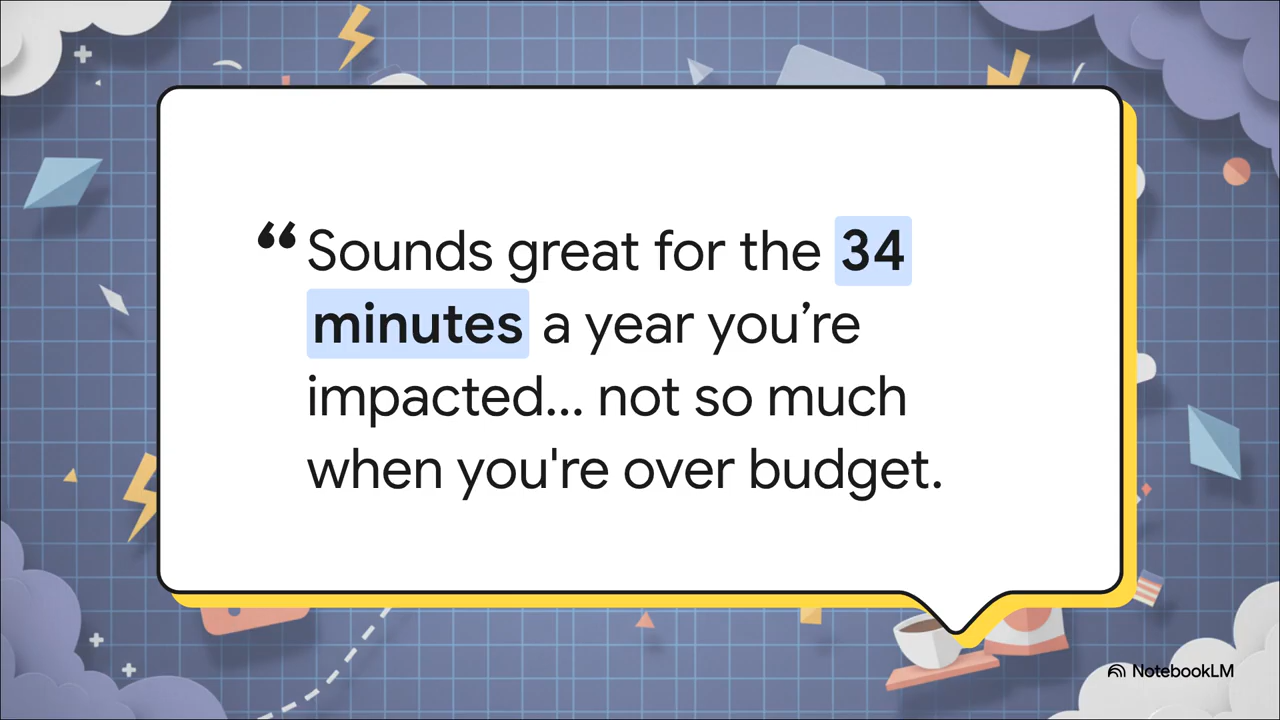 “Sounds great for the 34
minutes a year you’re
impacted... not so much
when you're over budget.
NotebookLM